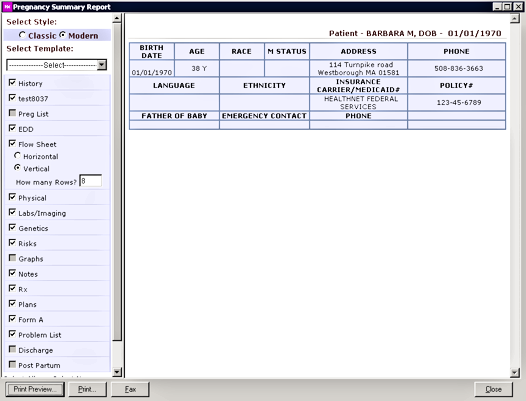 Pregnancy Summary Report
Select Style:
Classic Modern
Select Template:
--------------Select--------------
History
test8037
Preg List
EDD
Flow Sheet
Horizontal
Vertical
How many Rows? 8
Physical
Labs/Imaging
Genetics
Risks
Graphs
Notes
Rx
Plans
Form A
Problem List
Discharge
Post Partum
Patient - BARBARA M, DOB - 01/01/1970
BIRTH DATE AGE RACE M STATUS ADDRESS PHONE
01/01/1970 38 Y 114 Turnpike road 508-836-3663
Westborough MA 01581
LANGUAGE ETHNICITY INSURANCE CARRIER/MEDICAID# POLICY#
HEALTHNET FEDERAL SERVICES 123-45-6789
FATHER OF BABY EMERGENCY CONTACT PHONE
Print Preview... Print... Fax Close